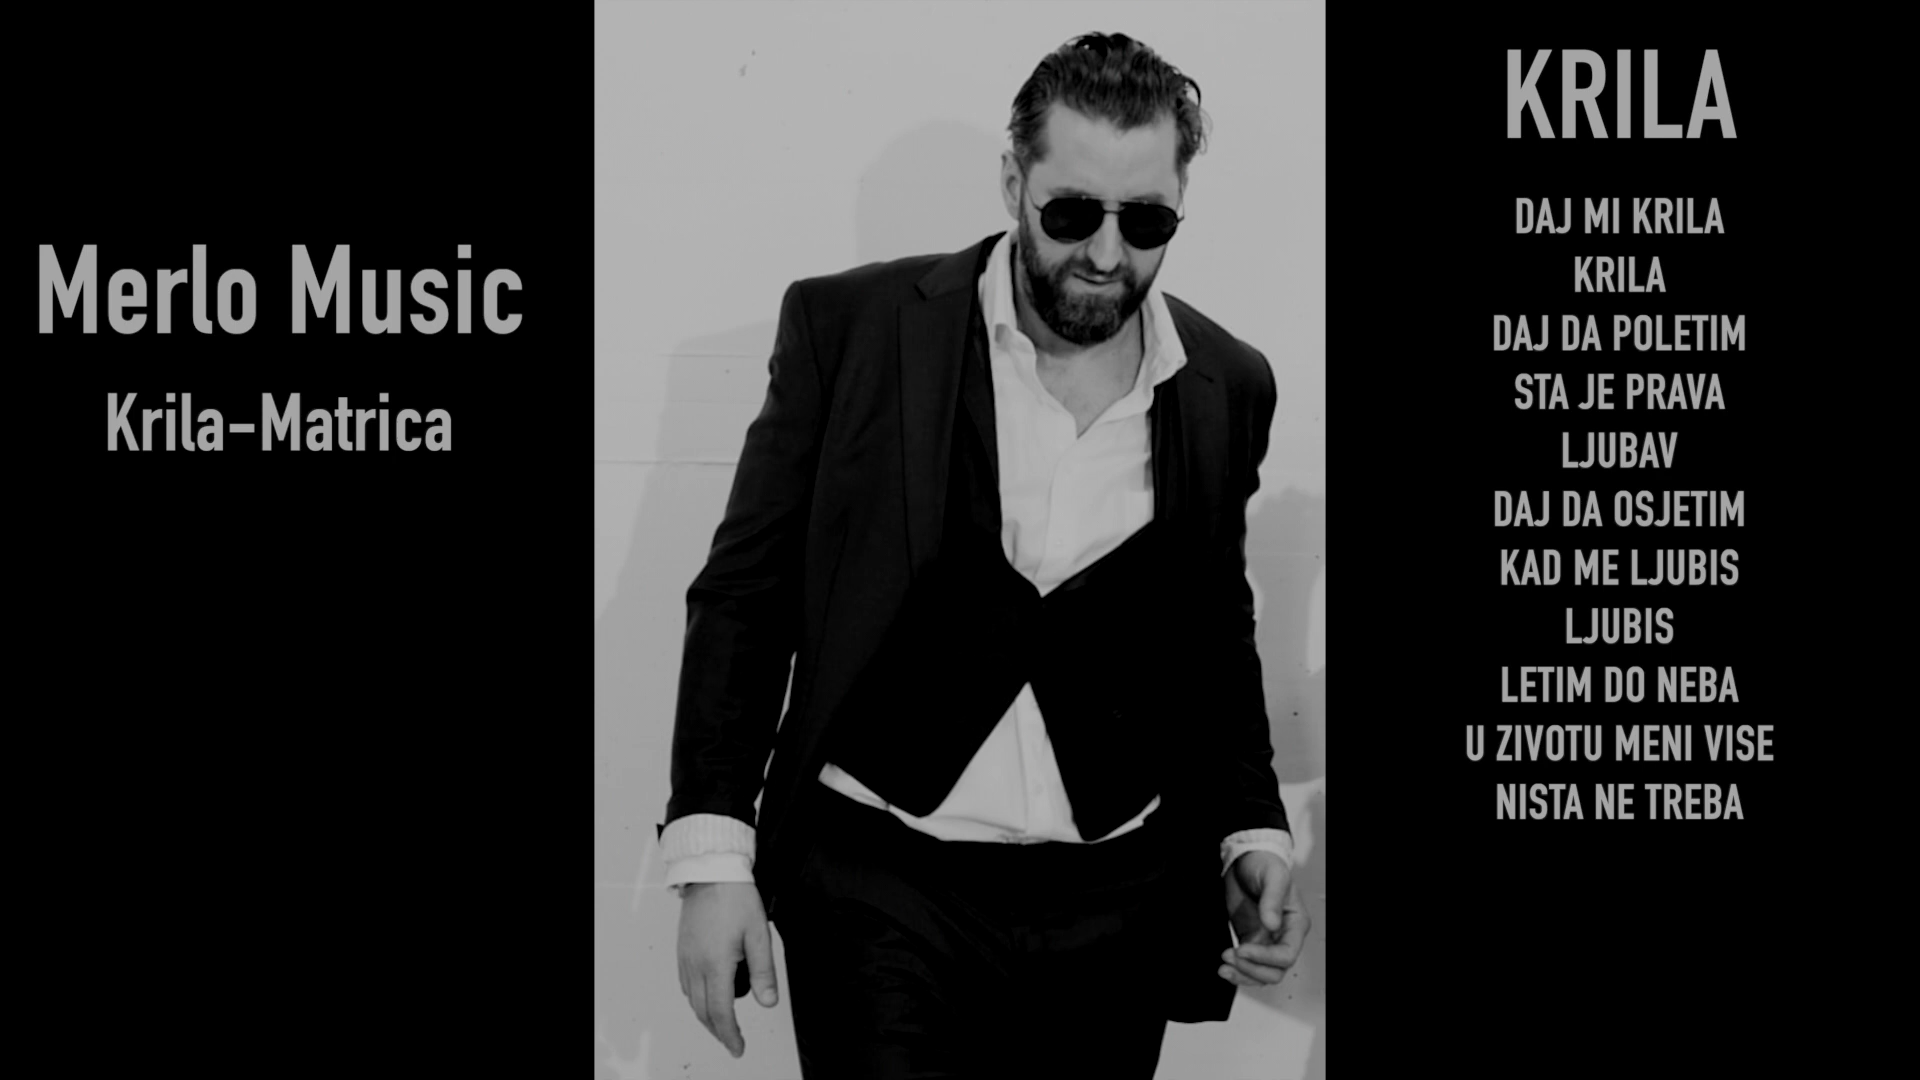 Merlo Music
Krila-Matrica
KRILA
DAJ MI KRILA
KRILA
DAJ DA POLETIM
STA JE PRAVA
LJUBAV
DAJ DA OSJETIM
KAD ME LJUBIS
LJUBIS
LETIM DO NEBA
U ZIVOTU MENI VISE
NISTA NE TREBA